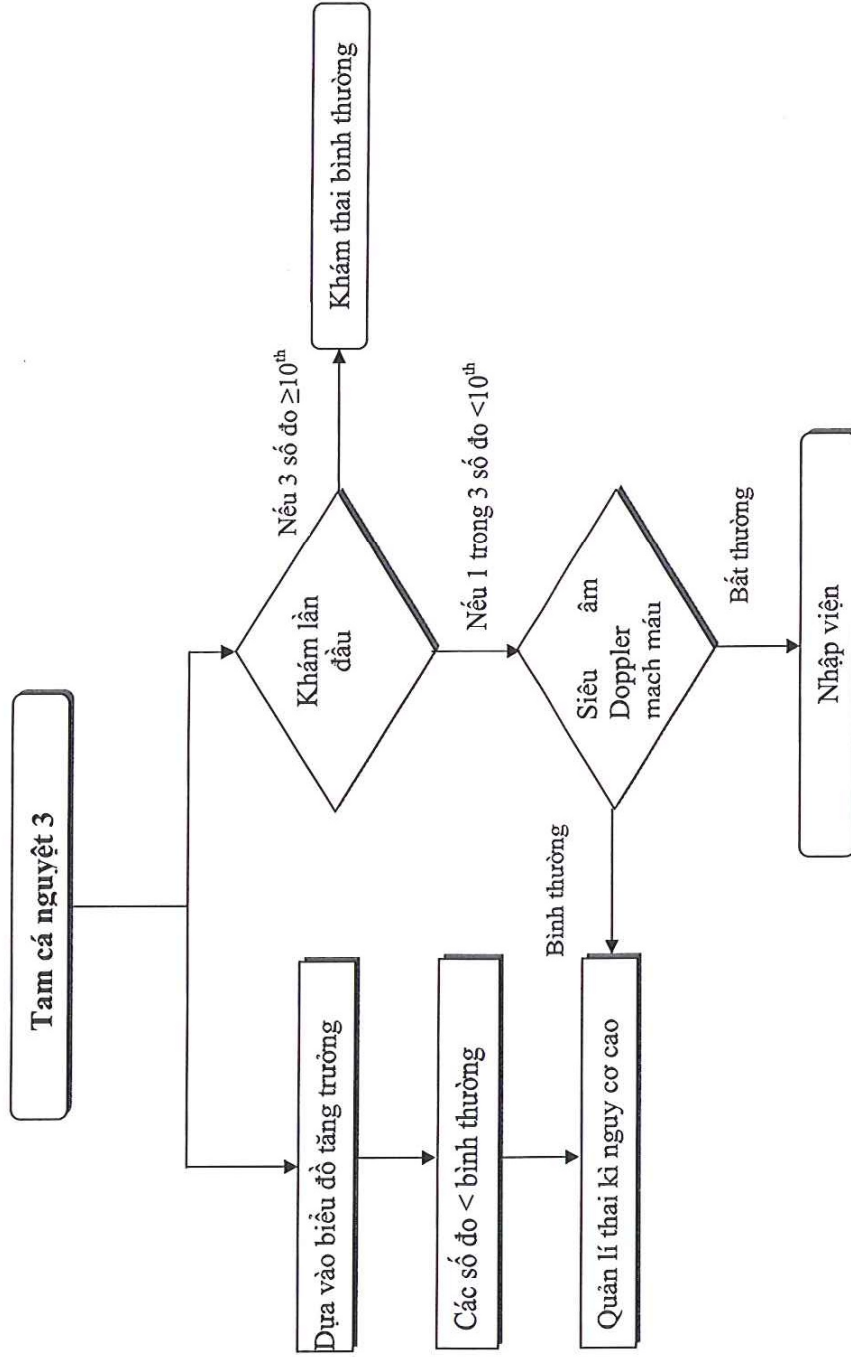 Tam cá nguyệt 3
Dựa vào biểu đồ tăng trưởng
Các số đo < bình thường
Quản lí thai kì nguy cơ cao
Khám lần
đầu
Nếu 3 số đo ≥10th
Khám thai bình thường
Nếu 1 trong 3 số đo <10th
Siêu âm
Doppler
mach máu
Bình thường
Bất thường
Nhập viện